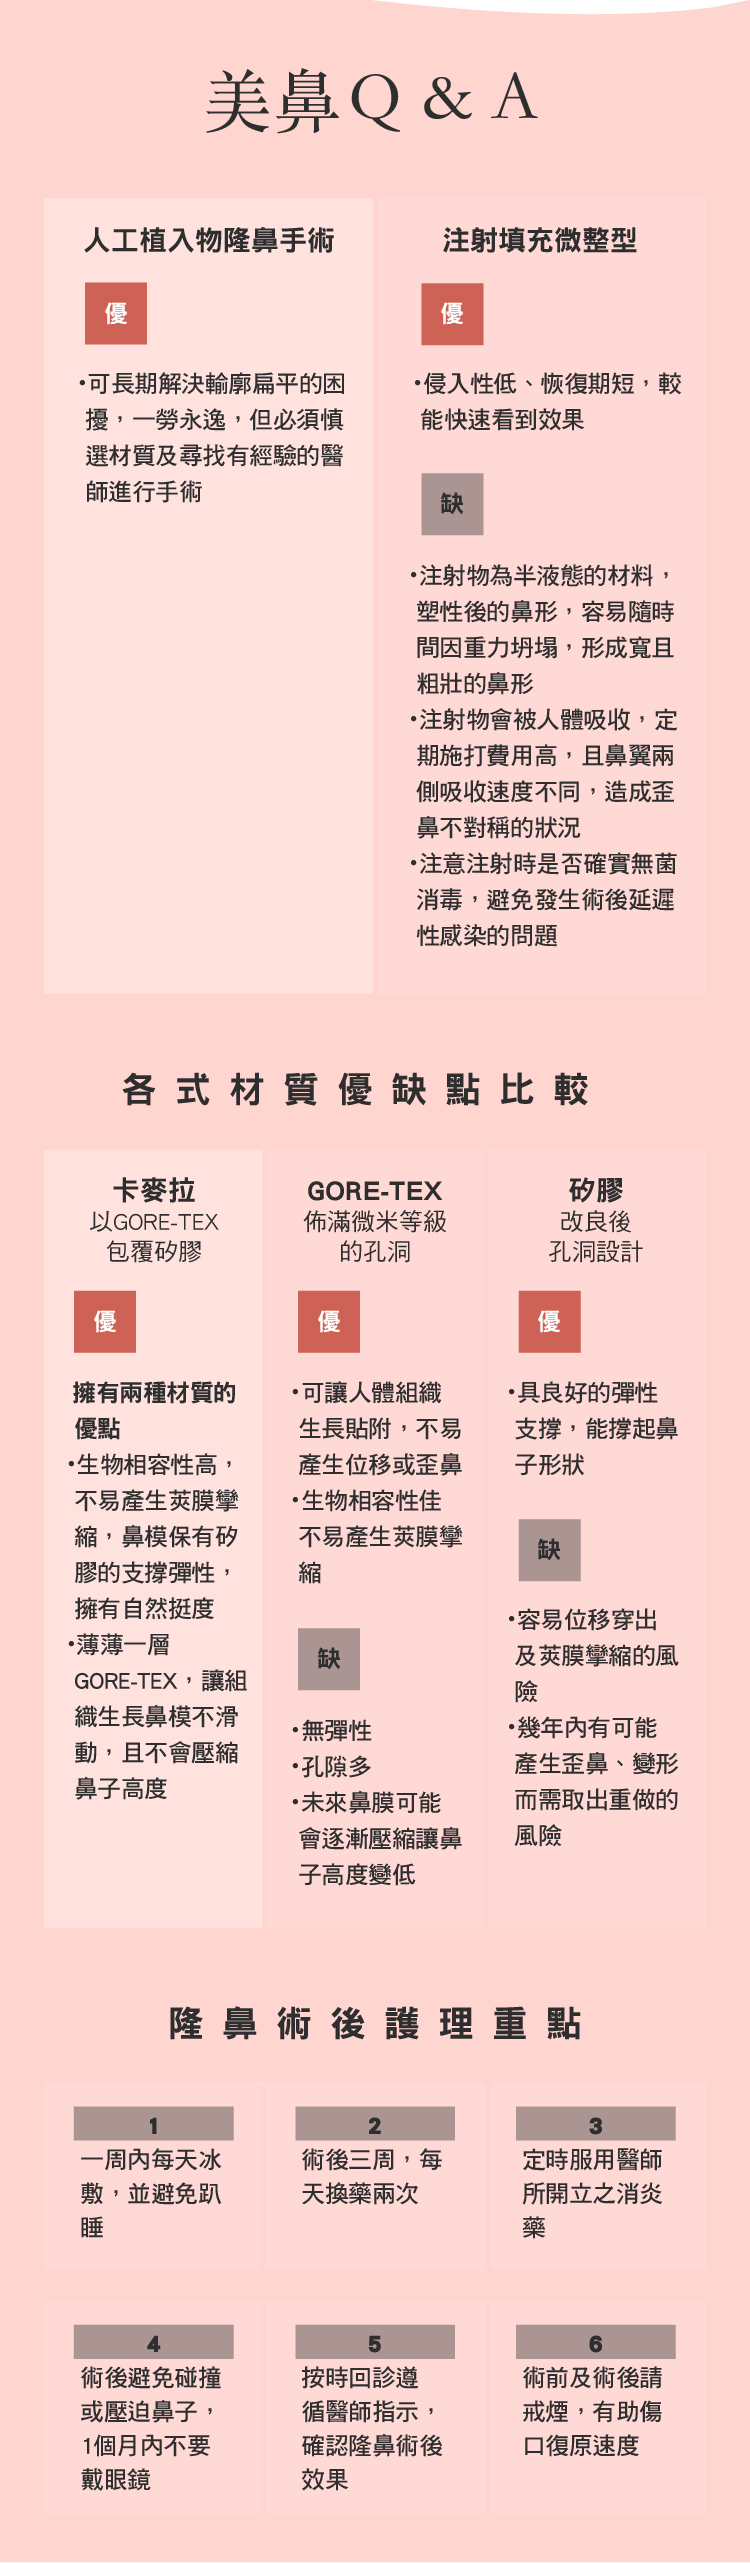 美鼻Q & A
人工植入物隆鼻手術
優
•可長期解決輪廓扁平的困
擾，一勞永逸，但必須慎
選材質及尋找有經驗的醫
師進行手術
注射填充微整型
優
•侵入性低、恢復期短，較
能快速看到效果
缺
•注射物為半液態的材料，
塑性後的鼻形，容易隨時
間因重力坍塌，形成寬且
粗壯的鼻形
•注射物會被人體吸收，定
期施打費用高，且鼻翼兩
側吸收速度不同，造成歪
鼻不對稱的狀況
•注意注射時是否確實無菌
消毒，避免發生術後延遲
性感染的問題
各式材質優缺點比較
卡麥拉
以GORE-TEX
包覆矽膠
優
擁有兩種材質的
優點
•生物相容性高，
不易產生莢膜攣
縮，鼻模保有矽
膠的支撐彈性，
擁有自然挺度
•薄薄一層
GORE-TEX，讓組
織生長鼻模不滑
動，且不會壓縮
鼻子高度
GORE-TEX
佈滿微米等級
的孔洞
優
•可讓人體組織
生長貼附，不易
產生位移或歪鼻
•生物相容性佳
不易產生莢膜攣
縮
缺
•無彈性
•孔隙多
•未來鼻膜可能
會逐漸壓縮讓鼻
子高度變低
矽膠
改良後
孔洞設計
優
•具良好的彈性
支撐，能撐起鼻
子形狀
缺
•容易位移穿出
及莢膜攣縮的風
險
•幾年內有可能
產生歪鼻、變形
而需取出重做的
風險
隆鼻術後護理重點
1
一周內每天冰
敷，並避免趴
睡
2
術後三周，每
天換藥兩次
3
定時服用醫師
所開立之消炎
藥
4
術後避免碰撞
或壓迫鼻子，
1個月內不要
戴眼鏡
5
按時回診遵
循醫師指示，
確認隆鼻術後
效果
6
術前及術後請
戒煙，有助傷
口復原速度